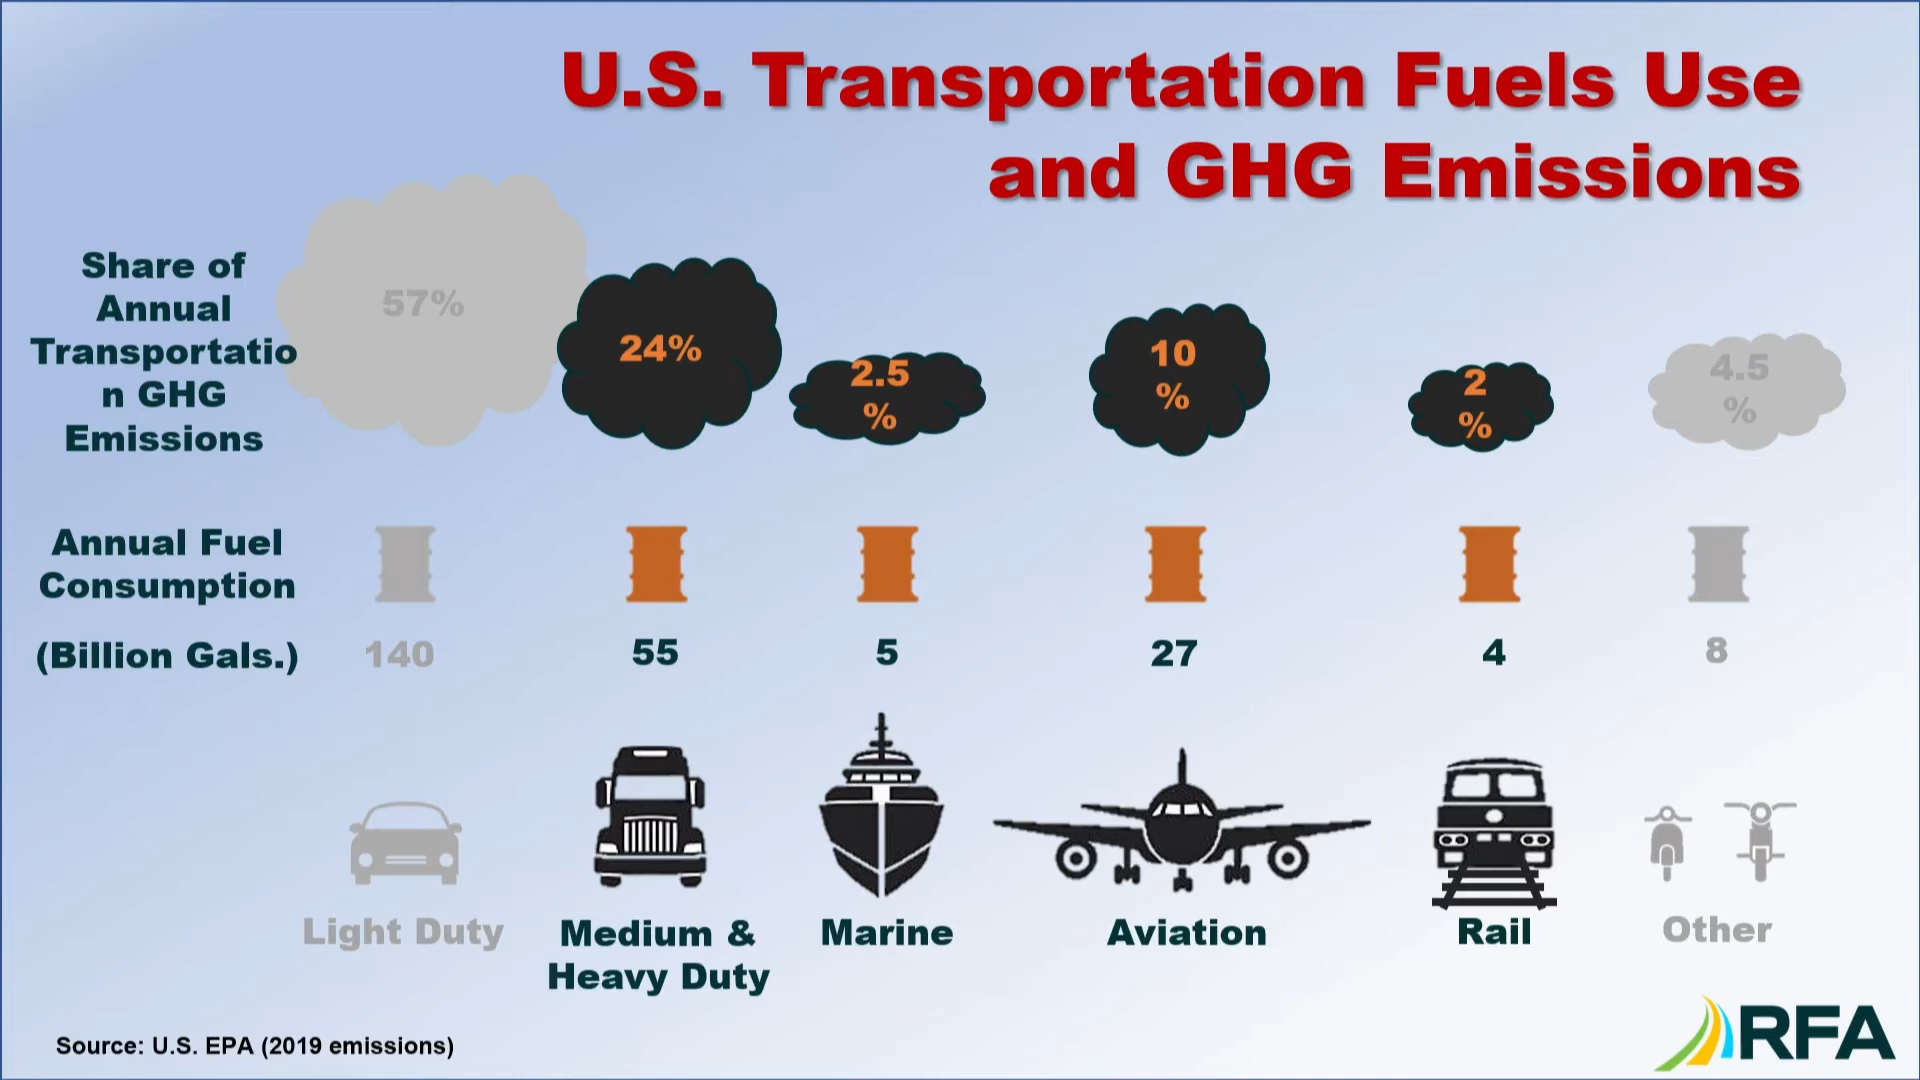 U.S. Transportation Fuels Use
and GHG Emissions
Share of
Annual
Transportatio
n GHG
Emissions
57%
24%
2.5
%
10
%
2
%
4.5
%
Annual Fuel
Consumption
(Billion Gals.)
140
55
5
27
4
8
Light Duty
Medium &
Heavy Duty
Marine
Aviation
Rail
Other
Source: U.S. EPA (2019 emissions)
RFA